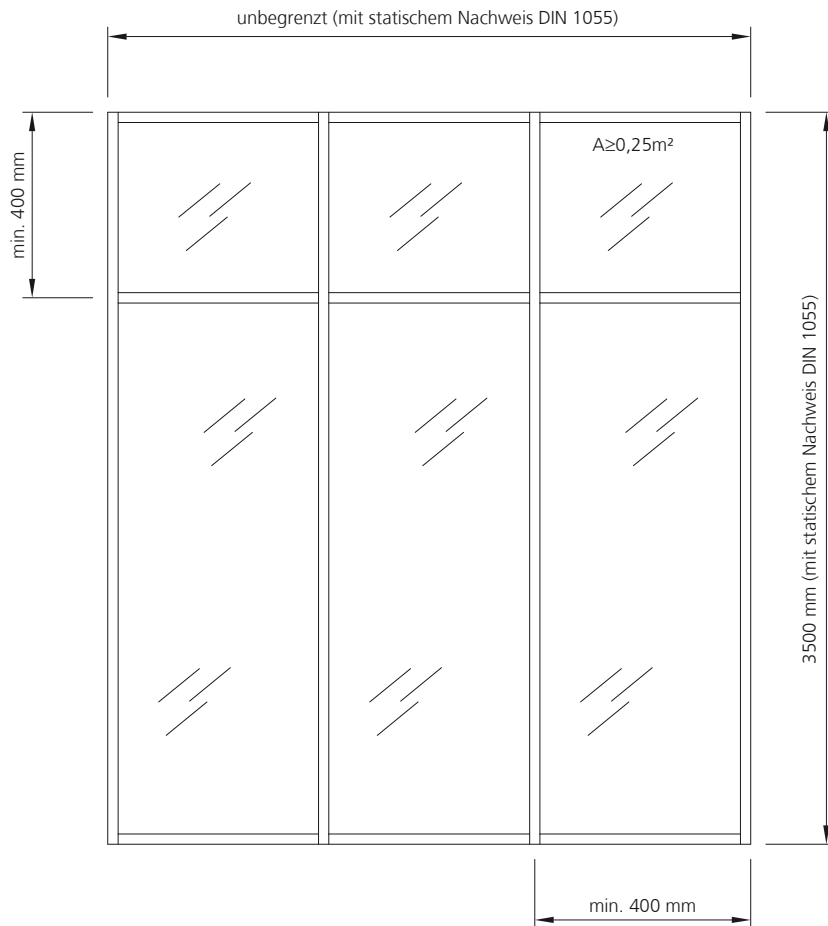 unbegrenzt (mit statischem Nachweis DIN 1055)
A≥0,25m²
min. 400 mm
3500 mm (mit statischem Nachweis DIN 1055)
min. 400 mm